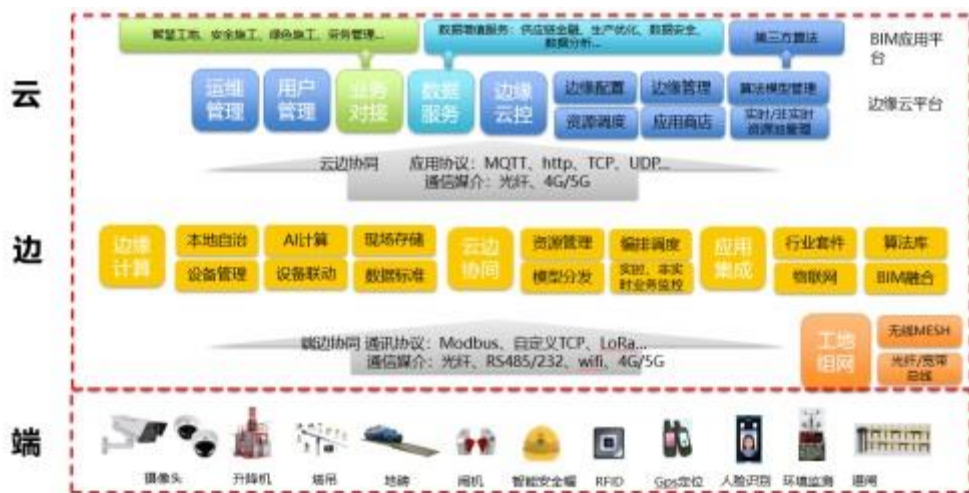 智慧工地、安全施工、绿色施工、劳务管理...
数据增值服务：供应链金融、生产优化、数据安全、
数据分析...
第三方算法
BIM应用平
台
云
运维
管理
用户
管理
业务
对接
数据
服务
边缘
云控
边缘配置
边缘管理
算法模型管理
资源调度
应用商店
实时/非实时
资源池管理
边缘云平台
云边协同 应用协议：MQTT、http、TCP、UDP...
通信媒介：光纤、4G/5G
边
边缘
计算
本地自治
AI计算
现场存储
设备管理
设备联动
数据标准
云边
协同
资源管理
编排调度
模型分发
实时、非实
时业务监控
应用
集成
行业套件
算法库
物联网
BIM融合
端边协同 通讯协议：Modbus、自定义TCP、LoRa...
通信媒介：光纤、RS485/232、wifi、4G/5G
工地
组网
无线MESH
光纤/宽带
总线
端
摄像头
升降机
塔吊
地磅
闸机
智能安全帽
RFID
Gps定位
人脸识别
环境监测
道闸